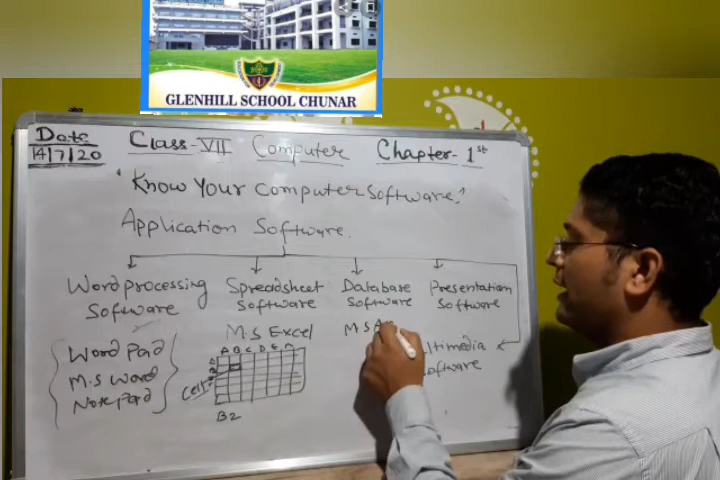 GLENHILL SCHOOL CHUNAR
Date
14/7/20
Class-VII Computer Chapter-1st
"Know Your Computer Software."
Application Software.
Word processing Software
Spreadsheet Software
Database Software
Presentation Software
ultimedia Software
Word Pad
M.S Word
Note Pad
M.S Excel
A B C D E
Cell
B2
M S A